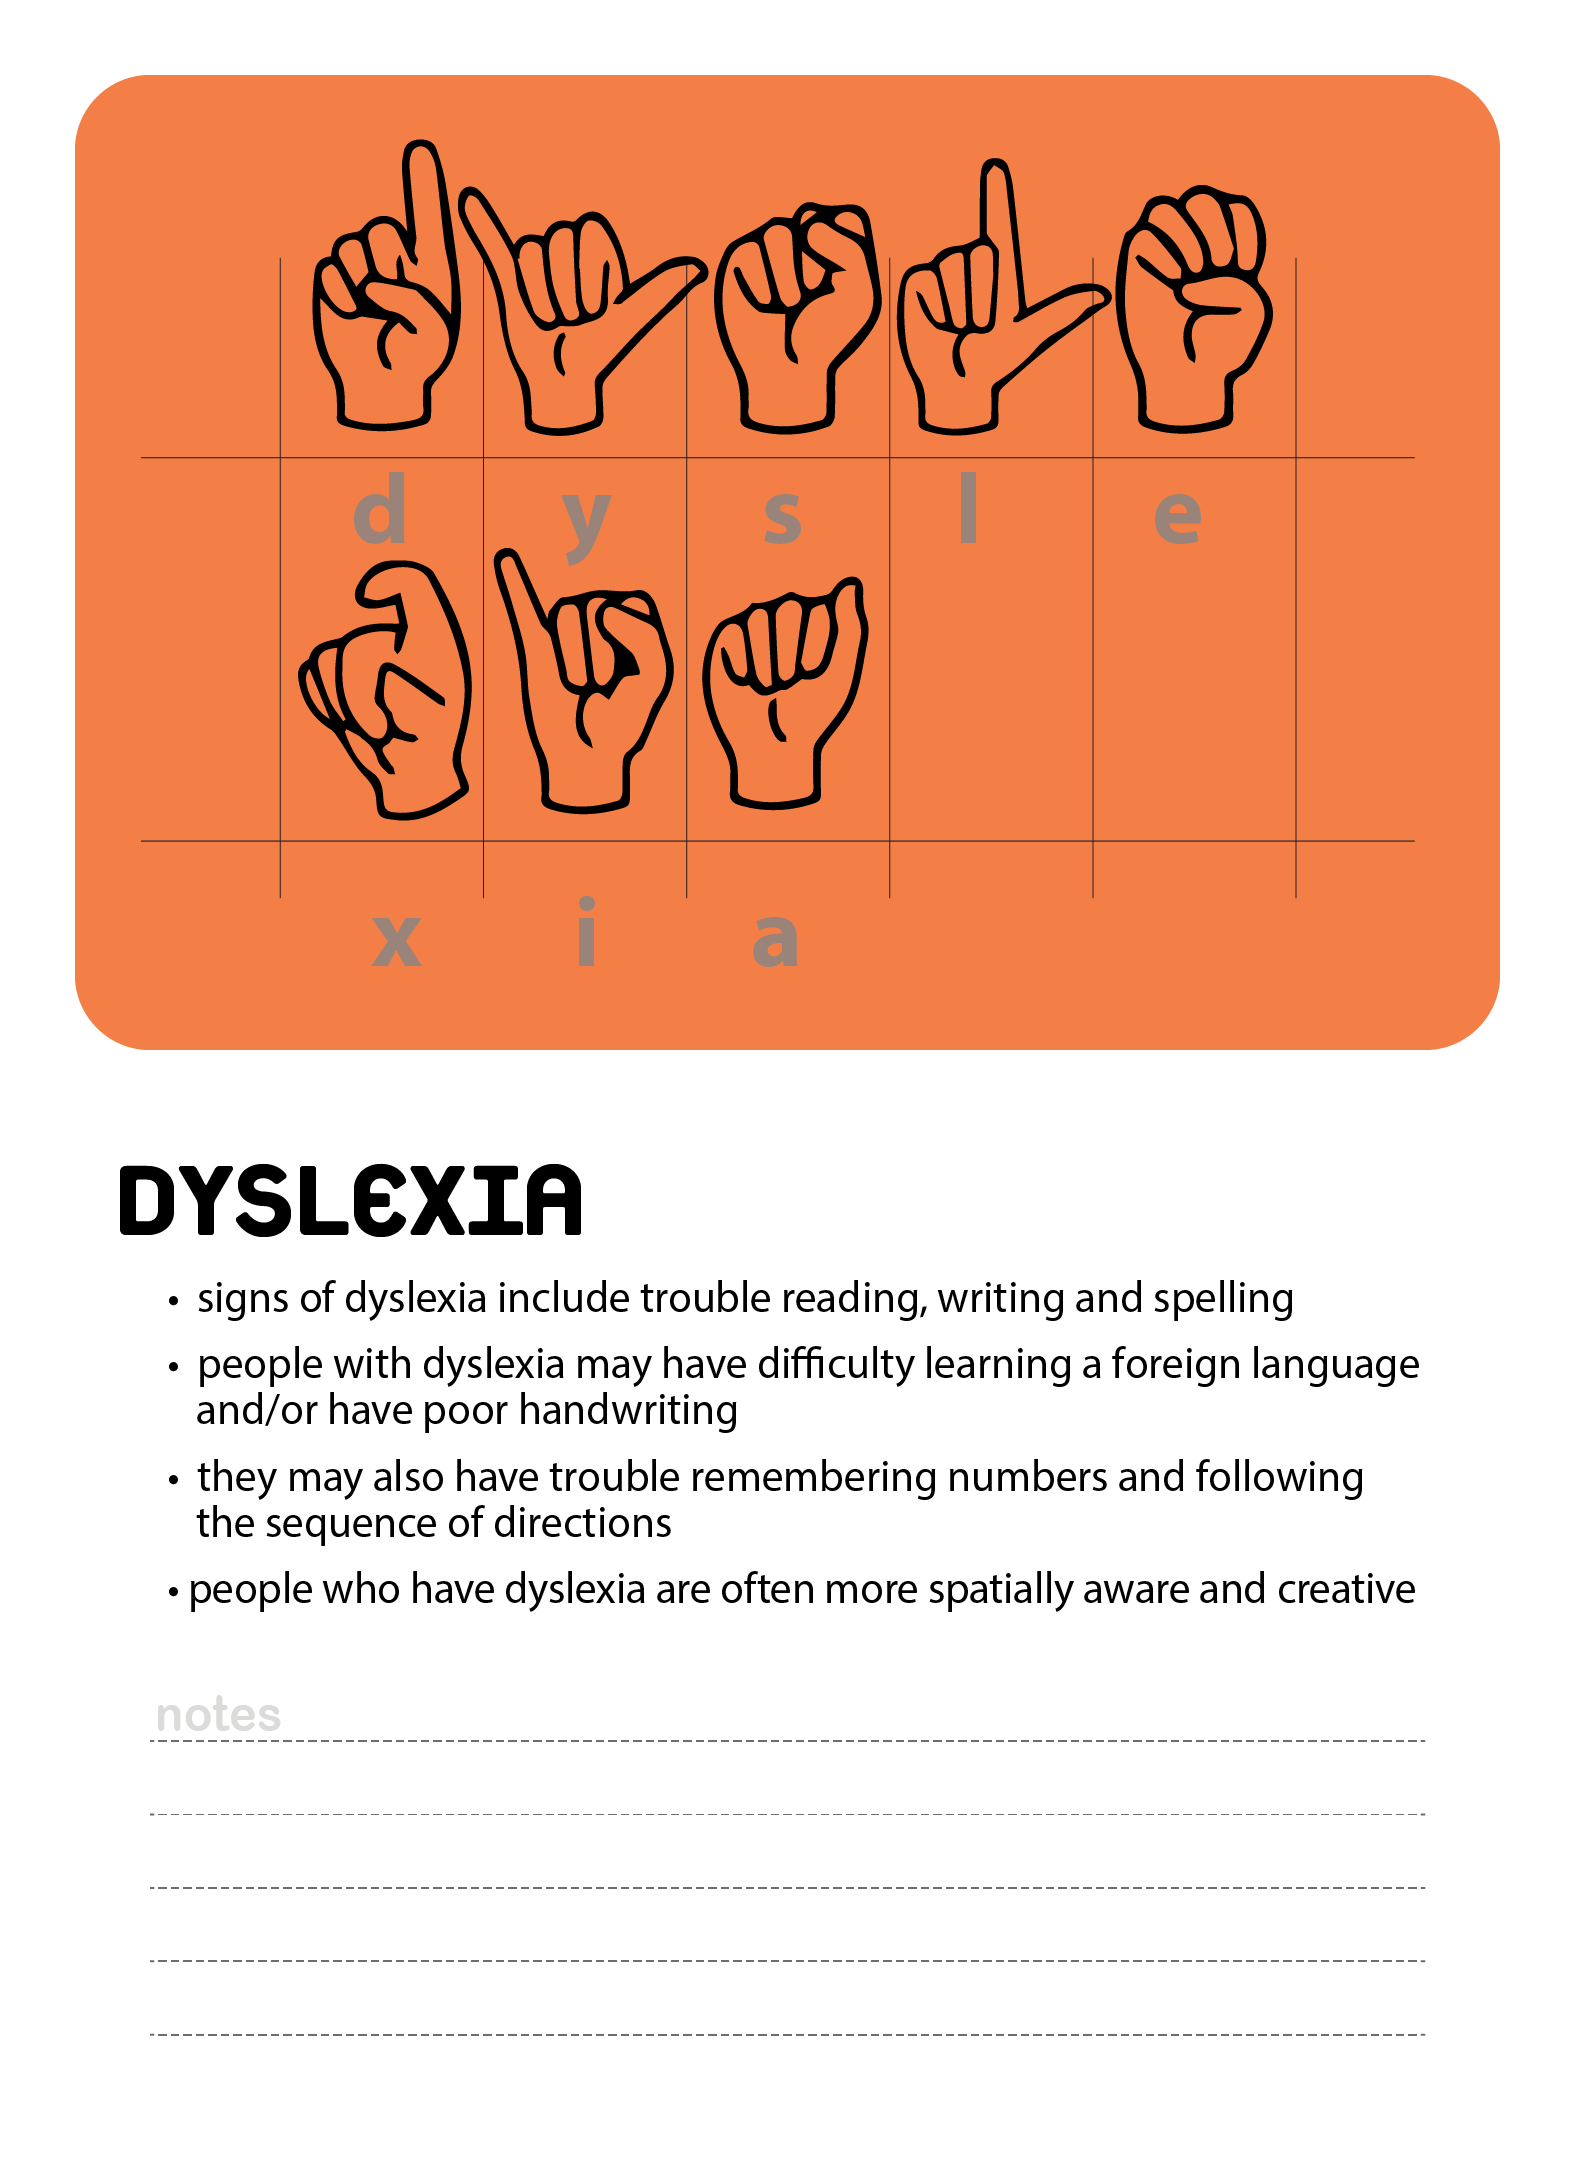 d y s l e
x i a
DYSLEXIA
• signs of dyslexia include trouble reading, writing and spelling
• people with dyslexia may have difficulty learning a foreign language
and/or have poor handwriting
• they may also have trouble remembering numbers and following
the sequence of directions
• people who have dyslexia are often more spatially aware and creative
notes